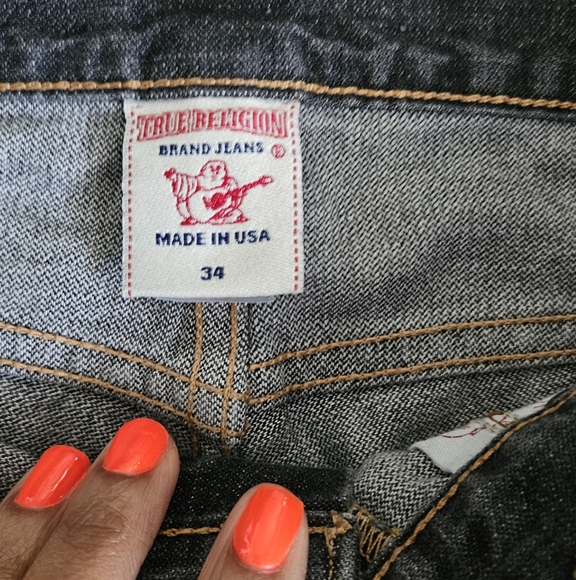 TRUE RELIGION
BRAND JEANS ®
MADE IN USA
34